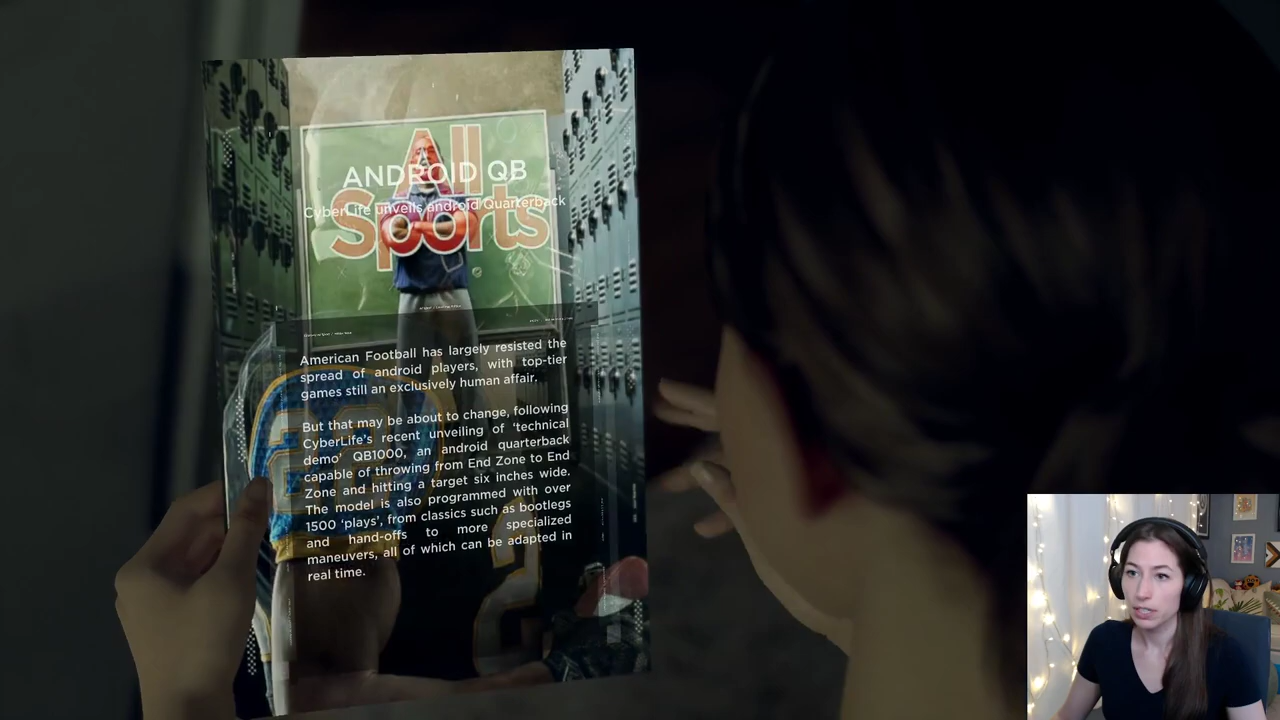 All
Sports
ANDROID QB
CyberLife unveils android Quarterback
American Football has largely resisted the
spread of android players, with top-tier
games still an exclusively human affair.
But that may be about to change, following
CyberLife's recent unveiling of 'technical
demo' QB1000, an android quarterback
capable of throwing from End Zone to End
Zone and hitting a target six inches wide.
The model is also programmed with over
1500 'plays', from classics such as bootlegs
and hand-offs to more specialized
maneuvers, all of which can be adapted in
real time.